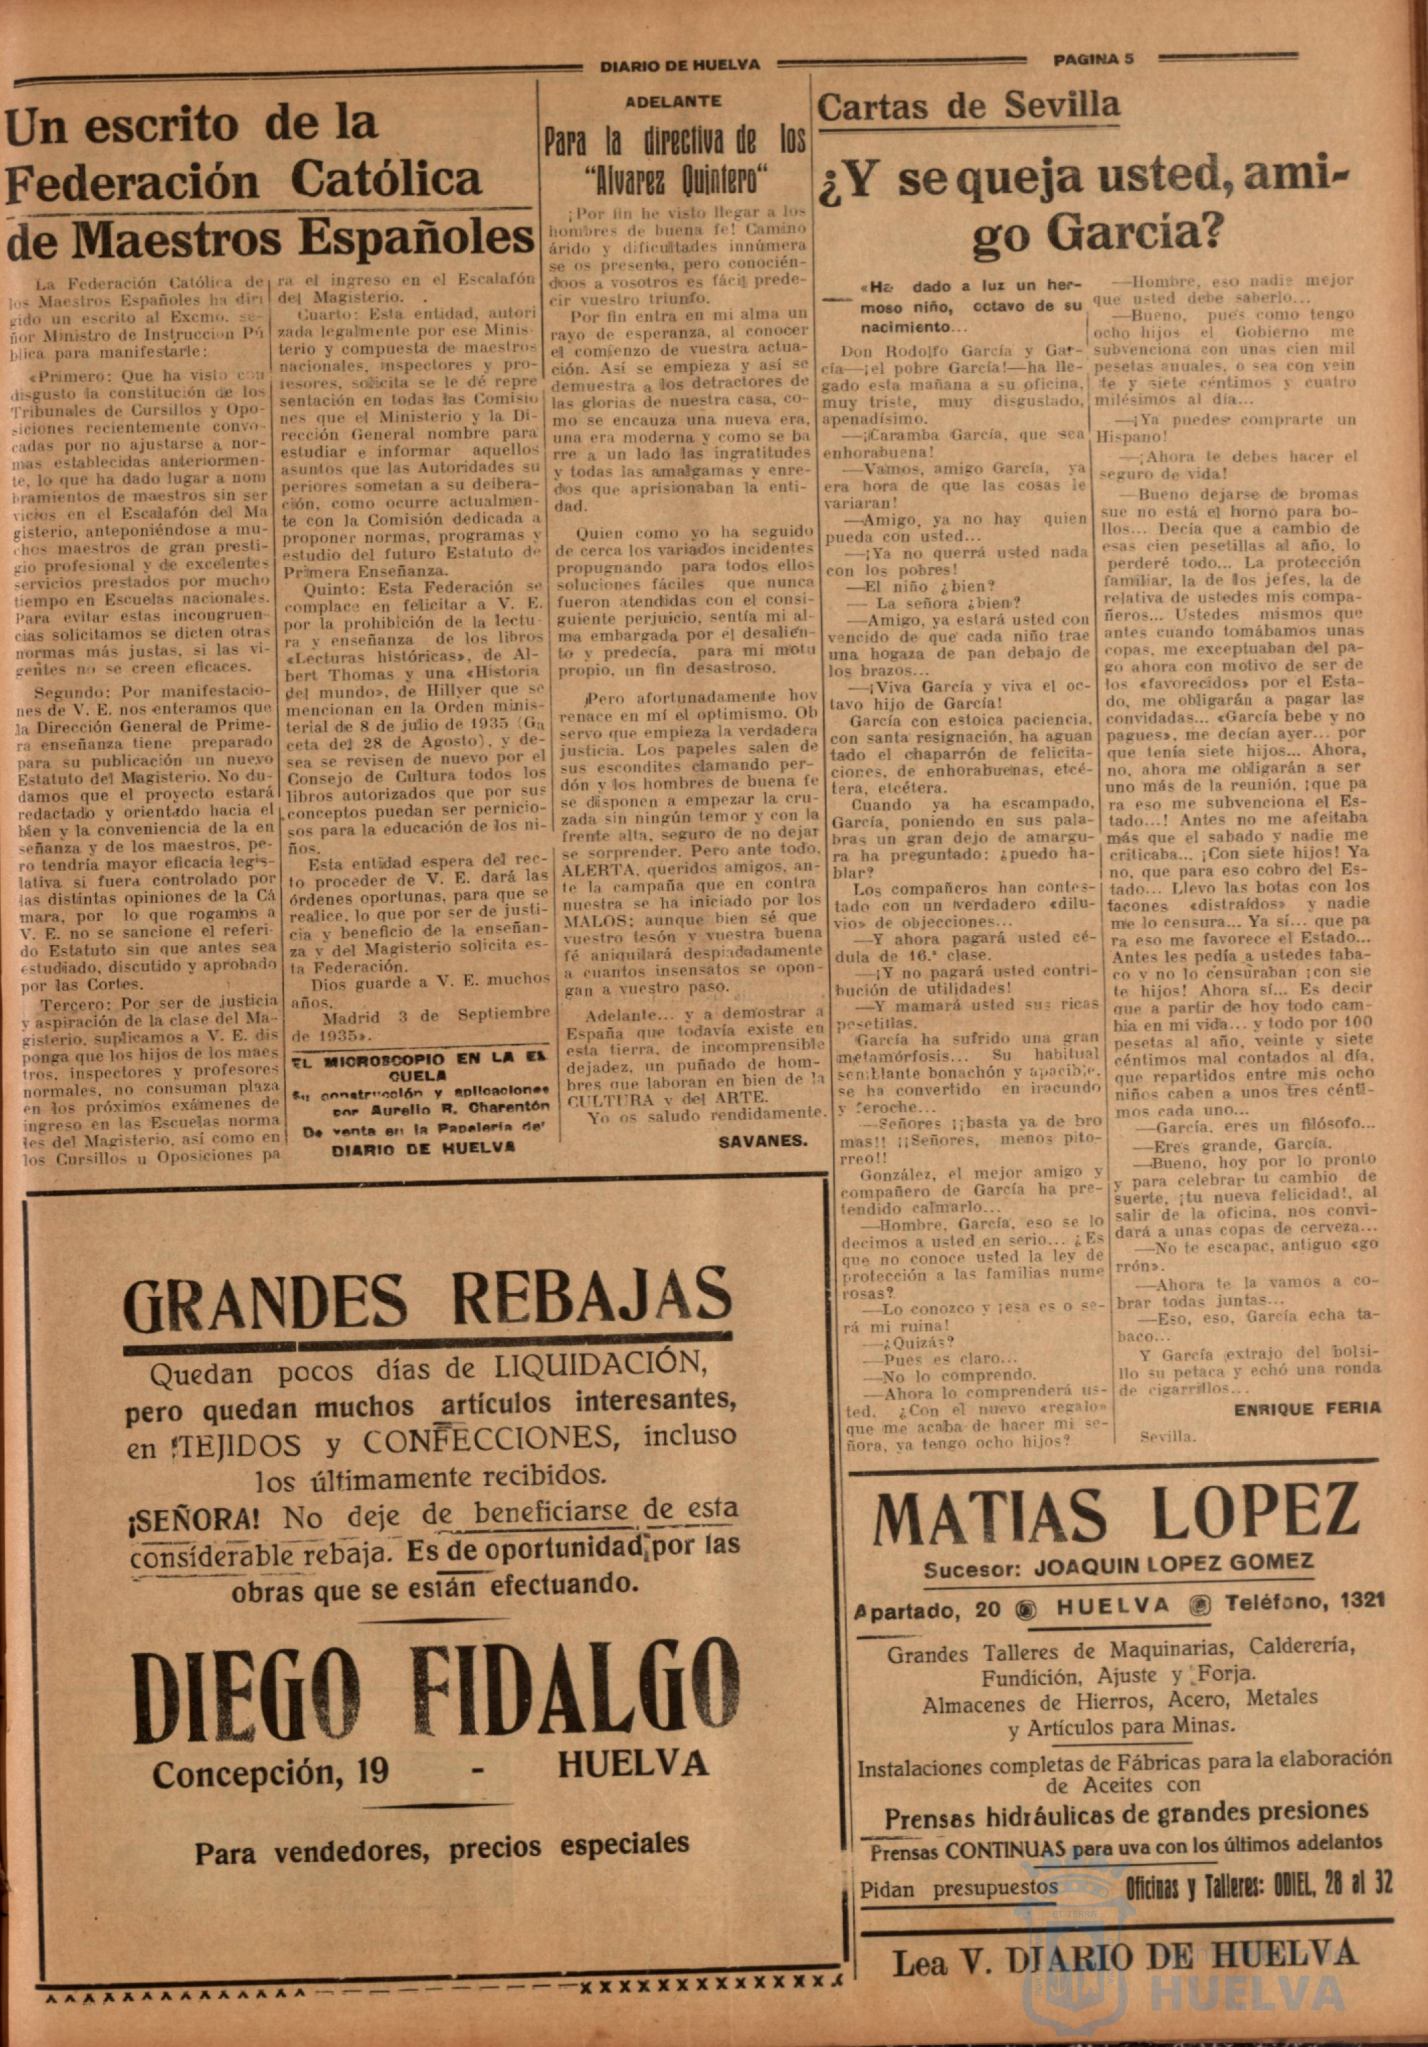 DIARIO DE HUELVA
PAGINA 5
Un escrito de la
Federación Católica
de Maestros Españoles
La Federación Católica de
los Maestros Españoles ha diri
gido un escrito al Excmo. se-
ñor Ministro de Instruccion Pú
blica para manifestarle:
«Primero: Que ha visto con
disgusto la constitución de los
Tribunales de Cursillos y Opo-
siciones recientemente convo-
cadas por no ajustarse a nor-
mas establecidas anteriormen-
te, lo que ha dado lugar a nom
bramientos de maestros sin ser
vicios en el Escalafón del Ma
gisterio, anteponiéndose a mu-
chos maestros de gran presti-
gio profesional y de excelentes
servicios prestados por mucho
tiempo en Escuelas nacionales.
Para evitar estas incongruen-
cias solicitamos se dicten otras
normas más justas, si las vi-
gentes no se creen eficaces.
Segundo: Por manifestacio-
nes de V. E. nos enteramos que
la Dirección General de Prime-
ra enseñanza tiene preparado
para su publicación un nuevo
Estatuto del Magisterio. No du-
damos que el proyecto estará
redactado y orientado hacia el
bien y la conveniencia de la en
señanza y de los maestros, pe-
ro tendría mayor eficacia legis-
lativa si fuera controlado por
las distintas opiniones de la Cá
mara, por lo que rogamos a
V. E. no se sancione el referi-
do Estatuto sin que antes sea
estudiado, discutido y aprobado
por las Cortes.
Tercero: Por ser de justicia
y aspiración de la clase del Ma-
gisterio, suplicamos a V. E. dis
ponga que los hijos de los maes
tros, inspectores y profesores
normales, no consuman plaza
en los próximos exámenes de
ingreso en las Escuelas norma
les del Magisterio, así como en
los Cursillos u Oposiciones pa
ra el ingreso en el Escalafón
del Magisterio.
Cuarto: Esta entidad, autori
zada legalmente por ese Minis-
terio y compuesta de maestros
nacionales, inspectores y pro-
fesores, solicita se le dé repre
sentación en todas las Comisio
nes que el Ministerio y la Di-
rección General nombre para
estudiar e informar aquellos
asuntos que las Autoridades su
periores sometan a su delibera-
ción, como ocurre actualmen-
te con la Comisión dedicada a
proponer normas, programas y
estudio del futuro Estatuto de
Primera Enseñanza.
Quinto: Esta Federación se
complace en felicitar a V. E.
por la prohibición de la lectu-
ra y enseñanza de los libros
«Lecturas históricas», de Al-
bert Thomas y una «Historia
del mundo», de Hillyer que se
mencionan en la Orden minis-
terial de 8 de julio de 1935 (Ga
ceta del 28 de Agosto), y de-
sea se revisen de nuevo por el
Consejo de Cultura todos los
libros autorizados que por sus
conceptos puedan ser pernicio-
sos para la educación de los ni-
ños.
Esta entidad espera del rec-
to proceder de V. E. dará las
órdenes oportunas, para que se
realice, lo que por ser de justi-
cia y beneficio de la enseñan-
za y del Magisterio solicita es-
ta Federación.
Dios guarde a V. E. muchos
años.
Madrid 3 de Septiembre
de 1935».
EL MICROSCOPIO EN LA EL
CUELA
Su construcción y aplicaciones
por Aurelio R. Charentón
De venta en la Papelería de
DIARIO DE HUELVA
ADELANTE
Para la directiva de los
"Alvarez Quintero"
¡Por fin he visto llegar a los
hombres de buena fe! Camino
árido y dificultades innúmera
se os presenta, pero conocién-
doos a vosotros es fácil prede-
cir vuestro triunfo.
Por fin entra en mi alma un
rayo de esperanza, al conocer
el comienzo de vuestra actua-
ción. Así se empieza y así se
demuestra a los detractores de
las glorias de nuestra casa, co-
mo se encauza una nueva era,
una era moderna y como se ba
rre a un lado las ingratitudes
y todas las amalgamas y enre-
dos que aprisionaban la enti-
dad.
Quien como yo ha seguido
de cerca los variados incidentes
propugnando para todos ellos
soluciones fáciles que nunca
fueron atendidas con el consi-
guiente perjuicio, sentía mi al-
ma embargada por el desalien-
to y predecía, para mi motu
propio, un fin desastroso.
¡Pero afortunadamente hoy
renace en mí el optimismo. Ob
servo que empieza la verdadera
justicia. Los papeles salen de
sus escondites clamando per-
dón y los hombres de buena fe
se disponen a empezar la cru-
zada sin ningún temor y con la
frente alta, seguro de no dejar
se sorprender. Pero ante todo,
ALERTA, queridos amigos, an-
te la campaña que en contra
nuestra se ha iniciado por los
MALOS; aunque bien sé que
vuestro tesón y vuestra buena
fé aniquilará despiadadamente
a cuantos insensatos se opon-
gan a vuestro paso.
Adelante... y a demostrar a
España que todavía existe en
esta tierra, de incomprensible
dejadez, un puñado de hom-
bres que laboran en bien de la
CULTURA y del ARTE.
Yo os saludo rendidamente.
SAVANES.
Cartas de Sevilla
¿Y se queja usted, ami-
go García?
«Ha dado a luz un her-
moso niño, octavo de su
nacimiento...
Don Rodolfo García y Gar-
cía—¡el pobre García!—ha lle-
gado esta mañana a su oficina,
muy triste, muy disgustado,
apenadísimo.
—¡Caramba García, que sea
enhorabuena!
—Vamos, amigo García, ya
era hora de que las cosas le
variaran!
—Amigo, ya no hay quien
pueda con usted...
—¡Ya no querrá usted nada
con los pobres!
—El niño ¿bien?
— La señora ¿bien?
—Amigo, ya estará usted con
vencido de que cada niño trae
una hogaza de pan debajo de
los brazos...
—¡Viva García y viva el oc-
tavo hijo de García!
García con estoica paciencia,
con santa resignación, ha aguan
tado el chaparrón de felicita-
ciones, de enhorabuenas, etcé-
tera, etcétera.
Cuando ya ha escampado,
García, poniendo en sus pala-
bras un gran dejo de amargu-
ra ha preguntado: ¿puedo ha-
blar?
Los compañeros han contes-
tado con un verdadero «dilu-
vio» de objecciones...
—Y ahora pagará usted cé-
dula de 16.ª clase.
—¡Y no pagará usted contri-
bución de utilidades!
—Y mamará usted sus ricas
pesetillas.
García ha sufrido una gran
metamórfosis... Su habitual
semblante bonachón y apacible,
se ha convertido en iracundo
y feroche...
—Señores ¡¡basta ya de bro
mas!! ¡¡Señores, menos pito-
rreo!!
González, el mejor amigo y
compañero de García ha pre-
tendido calmarlo...
—Hombre, García, eso se lo
decimos a usted en serio... ¿Es
que no conoce usted la ley de
protección a las familias nume
rosas?
—Lo conozco y ¡esa es o se-
rá mi ruina!
—¿Quizás?
—Pues es claro...
—No lo comprendo.
—Ahora lo comprenderá us-
ted. ¿Con el nuevo «regalo»
que me acaba de hacer mi se-
ñora, ya tengo ocho hijos?
—Hombre, eso nadie mejor
que usted debe saberlo...
—Bueno, pues como tengo
ocho hijos el Gobierno me
subvenciona con unas cien mil
pesetas anuales, o sea con vein
te y siete céntimos y cuatro
milésimos al día...
—¡Ya puedes comprarte un
Hispano!
—¡Ahora te debes hacer el
seguro de vida!
—Bueno dejarse de bromas
sue no está el horno para bo-
llos... Decía que a cambio de
esas cien pesetillas al año, lo
perderé todo... La protección
familiar, la de los jefes, la de
relativa de ustedes mis compa-
ñeros... Ustedes mismos que
antes cuando tomábamos unas
copas, me exceptuaban del pa-
go ahora con motivo de ser de
los «favorecidos» por el Esta-
do, me obligarán a pagar las
convidadas... «García bebe y no
pagues», me decían ayer... por
que tenía siete hijos... Ahora,
no, ahora me obligarán a ser
uno más de la reunión, ¡que pa
ra eso me subvenciona el Es-
tado...! Antes no me afeitaba
más que el sabado y nadie me
criticaba... ¡Con siete hijos! Ya
no, que para eso cobro del Es-
tado... Llevo las botas con los
tacones «distraídos» y nadie
me lo censura... Ya sí... que pa
ra eso me favorece el Estado...
Antes les pedía a ustedes taba-
co y no lo censuraban ¡con sie
te hijos! Ahora sí... Es decir
que a partir de hoy todo cam-
bia en mi vida... y todo por 100
pesetas al año, veinte y siete
céntimos mal contados al día,
que repartidos entre mis ocho
niños caben a unos tres cénti-
mos cada uno...
—García, eres un filósofo...
—Eres grande, García.
—Bueno, hoy por lo pronto
y para celebrar tu cambio de
suerte, ¡tu nueva felicidad!, al
salir de la oficina, nos convi-
dará a unas copas de cerveza...
—No te escapac, antiguo «go
rrón».
—Ahora te la vamos a co-
brar todas juntas...
—Eso, eso, García echa ta-
baco...
Y García extrajo del bolsi-
llo su petaca y echó una ronda
de cigarrillos...
ENRIQUE FERIA
Sevilla.
GRANDES REBAJAS
Quedan pocos días de LIQUIDACIÓN,
pero quedan muchos artículos interesantes,
en TEJIDOS y CONFECCIONES, incluso
los últimamente recibidos.
¡SEÑORA! No deje de beneficiarse de esta
considerable rebaja. Es de oportunidad por las
obras que se están efectuando.
DIEGO FIDALGO
Concepción, 19 - HUELVA
Para vendedores, precios especiales
MATIAS LOPEZ
Sucesor: JOAQUIN LOPEZ GOMEZ
Apartado, 20 HUELVA Teléfono, 1321
Grandes Talleres de Maquinarias, Calderería,
Fundición, Ajuste y Forja.
Almacenes de Hierros, Acero, Metales
y Artículos para Minas.
Instalaciones completas de Fábricas para la elaboración
de Aceites con
Prensas hidráulicas de grandes presiones
Prensas CONTINUAS para uva con los últimos adelantos
Pidan presupuestos Oficinas y Talleres: ODIEL, 28 al 32
Lea V. DIARIO DE HUELVA
HUELVA